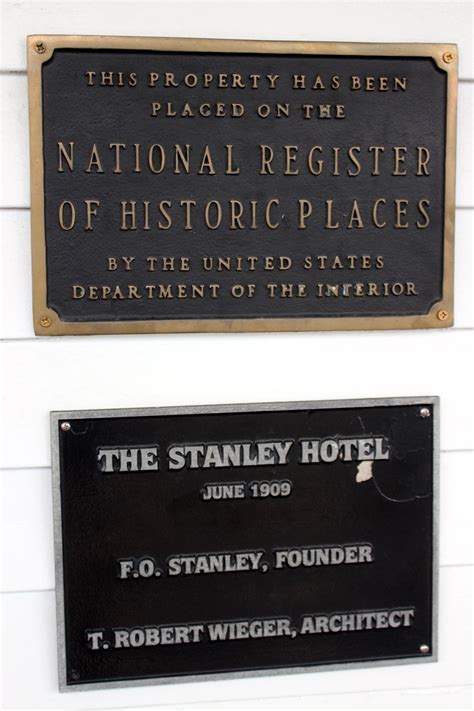 THIS PROPERTY HAS BEEN
PLACED ON THE
NATIONAL REGISTER
OF HISTORIC PLACES
BY THE UNITED STATES
DEPARTMENT OF THE INTERIOR
THE STANLEY HOTEL
JUNE 1909
F.O. STANLEY, FOUNDER
T. ROBERT WIEGER, ARCHITECT